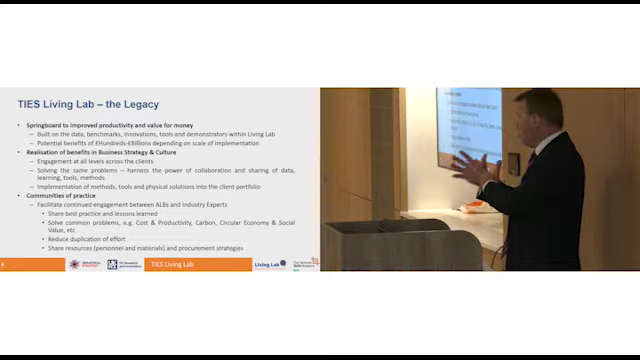 TIES Living Lab – the Legacy
• Springboard to improved productivity and value for money
– Built on the data, benchmarks, innovations, tools and demonstrators within Living Lab
– Potential benefits of £Hundreds-£Billions depending on scale of implementation
• Realisation of benefits in Business Strategy & Culture
– Engagement at all levels across the clients
– Solving the same problems – harness the power of collaboration and sharing of data,
learning, tools, methods
– Implementation of methods, tools and physical solutions into the client portfolio
• Communities of practice
– Facilitate continued engagement between ALBs and Industry Experts
• Share best practice and lessons learned
• Solve common problems, e.g. Cost & Productivity, Carbon, Circular Economy & Social
Value, etc
• Reduce duplication of effort
• Share resources (personnel and materials) and procurement strategies
TIES Living Lab
Living Lab